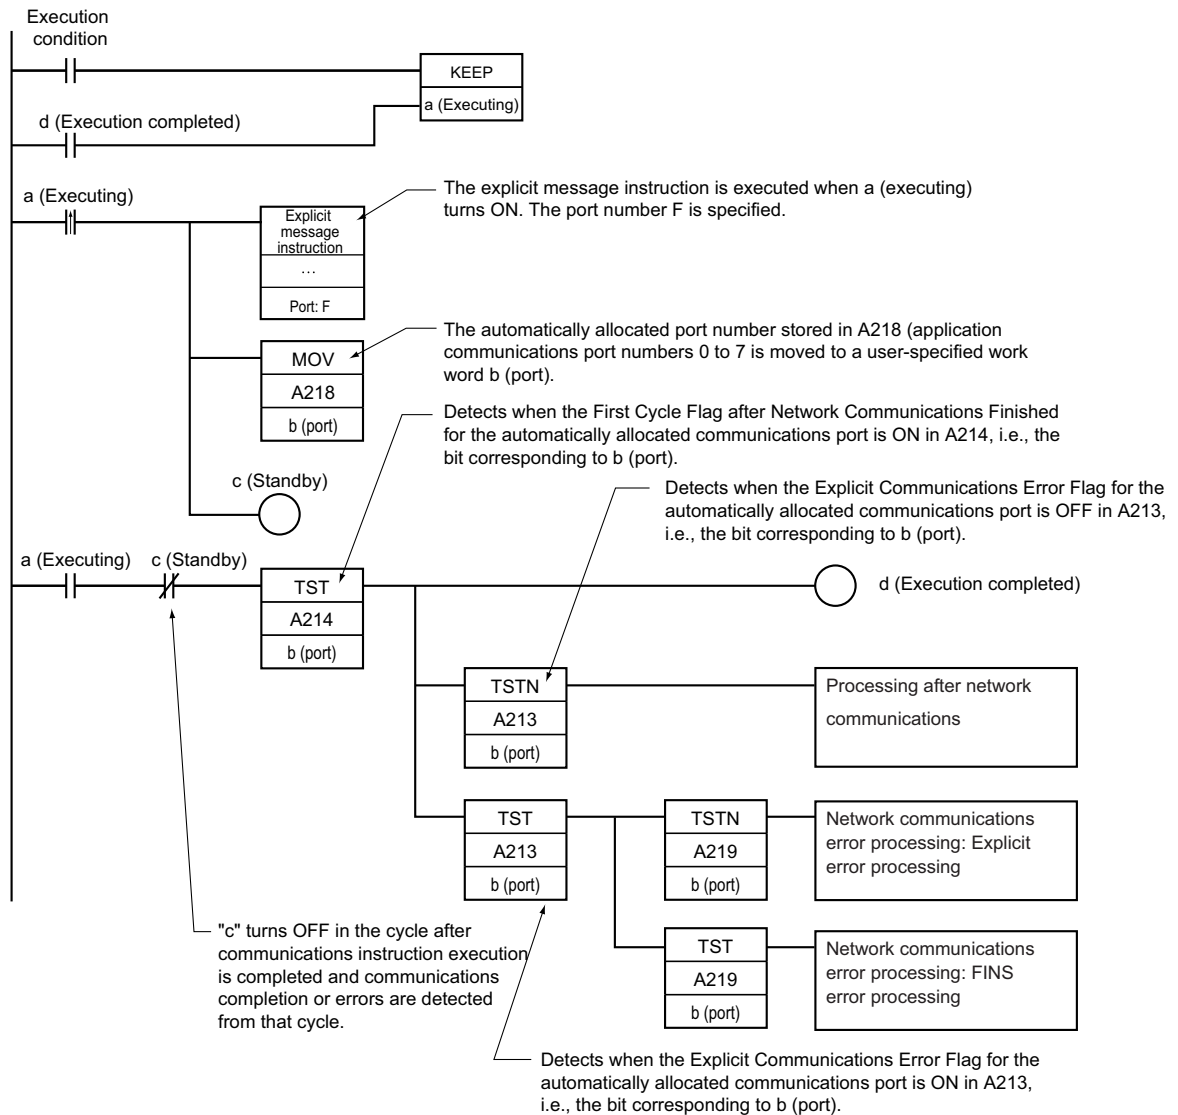 Execution
condition
KEEP
a (Executing)
d (Execution completed)
a (Executing)
Explicit
message
instruction
...
Port: F
The explicit message instruction is executed when a (executing)
turns ON. The port number F is specified.
MOV
A218
b (port)
The automatically allocated port number stored in A218 (application
communications port numbers 0 to 7 is moved to a user-specified work
word b (port).
Detects when the First Cycle Flag after Network Communications Finished
for the automatically allocated communications port is ON in A214, i.e., the
bit corresponding to b (port).
c (Standby)
Detects when the Explicit Communications Error Flag for the
automatically allocated communications port is OFF in A213,
i.e., the bit corresponding to b (port).
a (Executing)
c (Standby)
TST
A214
b (port)
d (Execution completed)
TSTN
A213
b (port)
Processing after network
communications
TST
A213
b (port)
TSTN
A219
b (port)
Network communications
error processing: Explicit
error processing
TST
A219
b (port)
Network communications
error processing: FINS
error processing
"c" turns OFF in the cycle after
communications instruction execution
is completed and communications
completion or errors are detected
from that cycle.
Detects when the Explicit Communications Error Flag for the
automatically allocated communications port is ON in A213,
i.e., the bit corresponding to b (port).